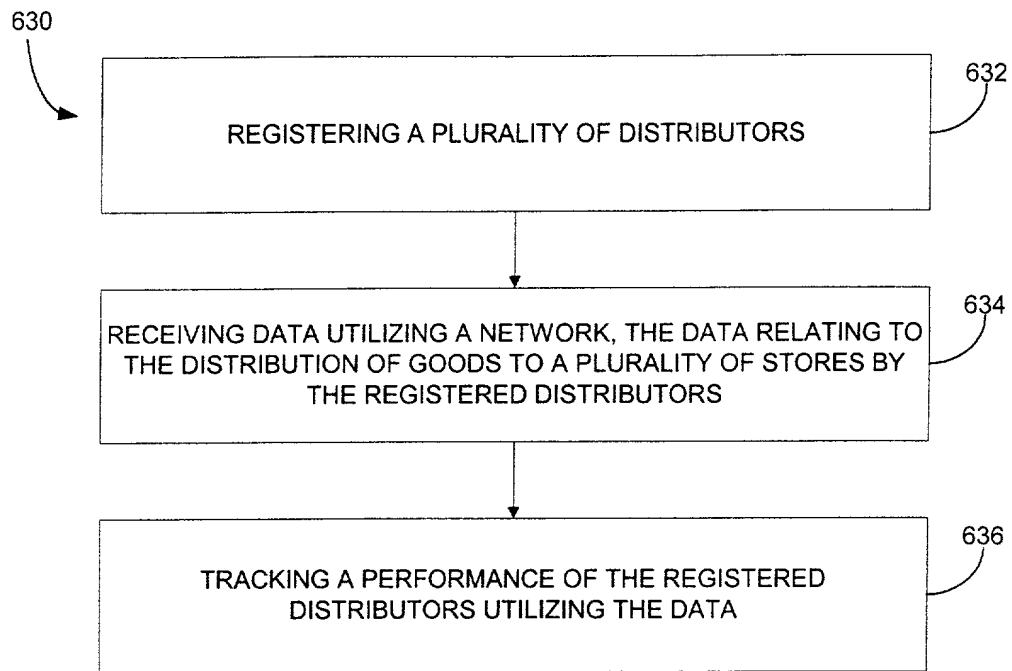 630
632
REGISTERING A PLURALITY OF DISTRIBUTORS
634
RECEIVING DATA UTILIZING A NETWORK, THE DATA RELATING TO
THE DISTRIBUTION OF GOODS TO A PLURALITY OF STORES BY
THE REGISTERED DISTRIBUTORS
636
TRACKING A PERFORMANCE OF THE REGISTERED
DISTRIBUTORS UTILIZING THE DATA